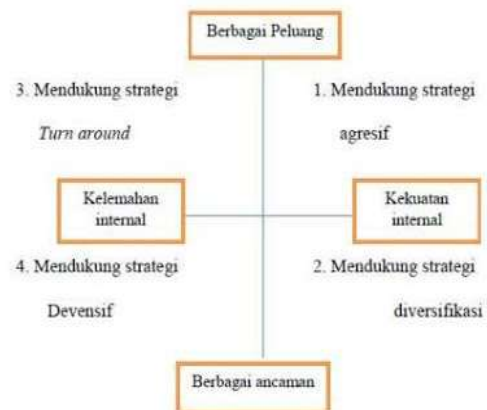 Berbagai Peluang
3. Mendukung strategi
Turn around
1. Mendukung strategi
agresif
Kelemahan
internal
Kekuatan
internal
4. Mendukung strategi
Devensif
2. Mendukung strategi
diversifikasi
Berbagai ancaman